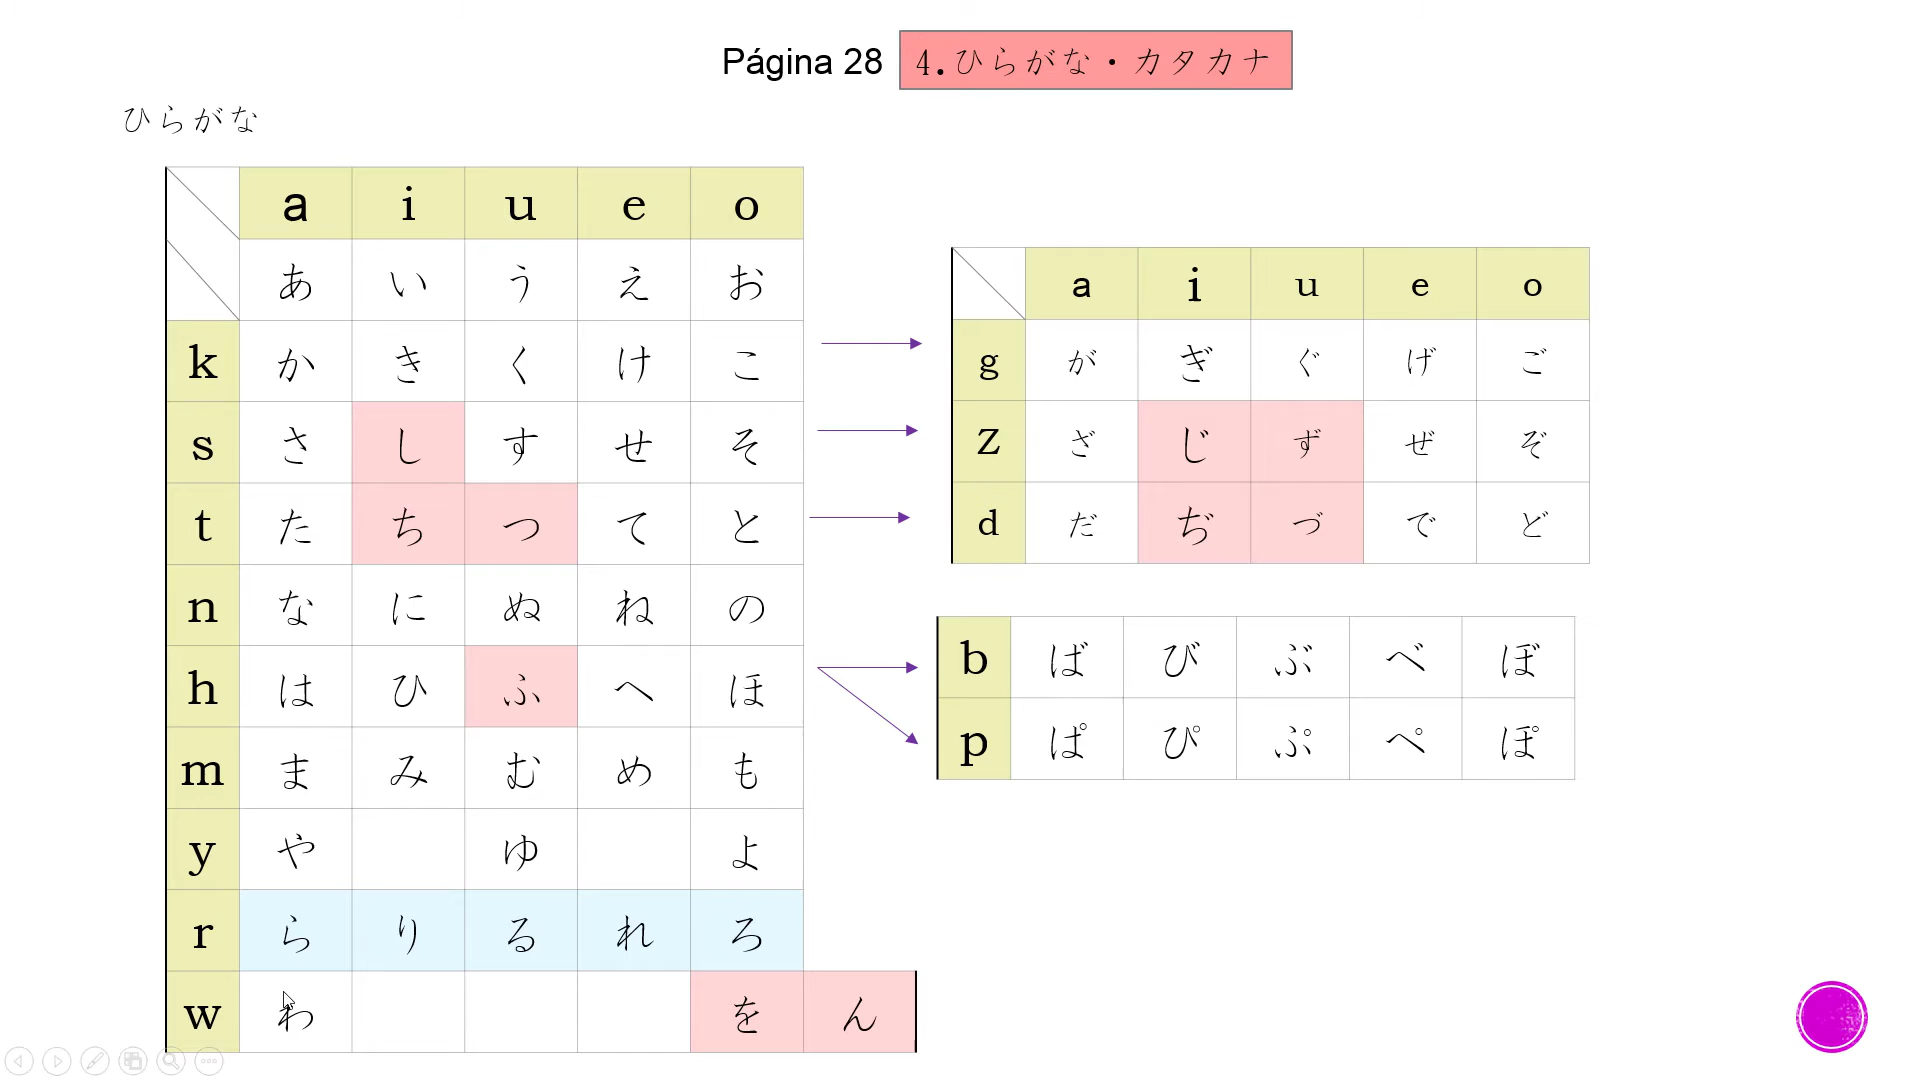 Página 28
4.ひらがな・カタカナ
ひらがな
a i u e o
あ い う え お
k か き く け こ
s さ し す せ そ
t た ち つ て と
n な に ぬ ね の
h は ひ ふ へ ほ
m ま み む め も
y や ゆ よ
r ら り る れ ろ
w わ を ん
a i u e o
g が ぎ ぐ げ ご
z ざ じ ず ぜ ぞ
d だ ぢ づ で ど
b ば び ぶ べ ぼ
p ぱ ぴ ぷ ぺ ぽ